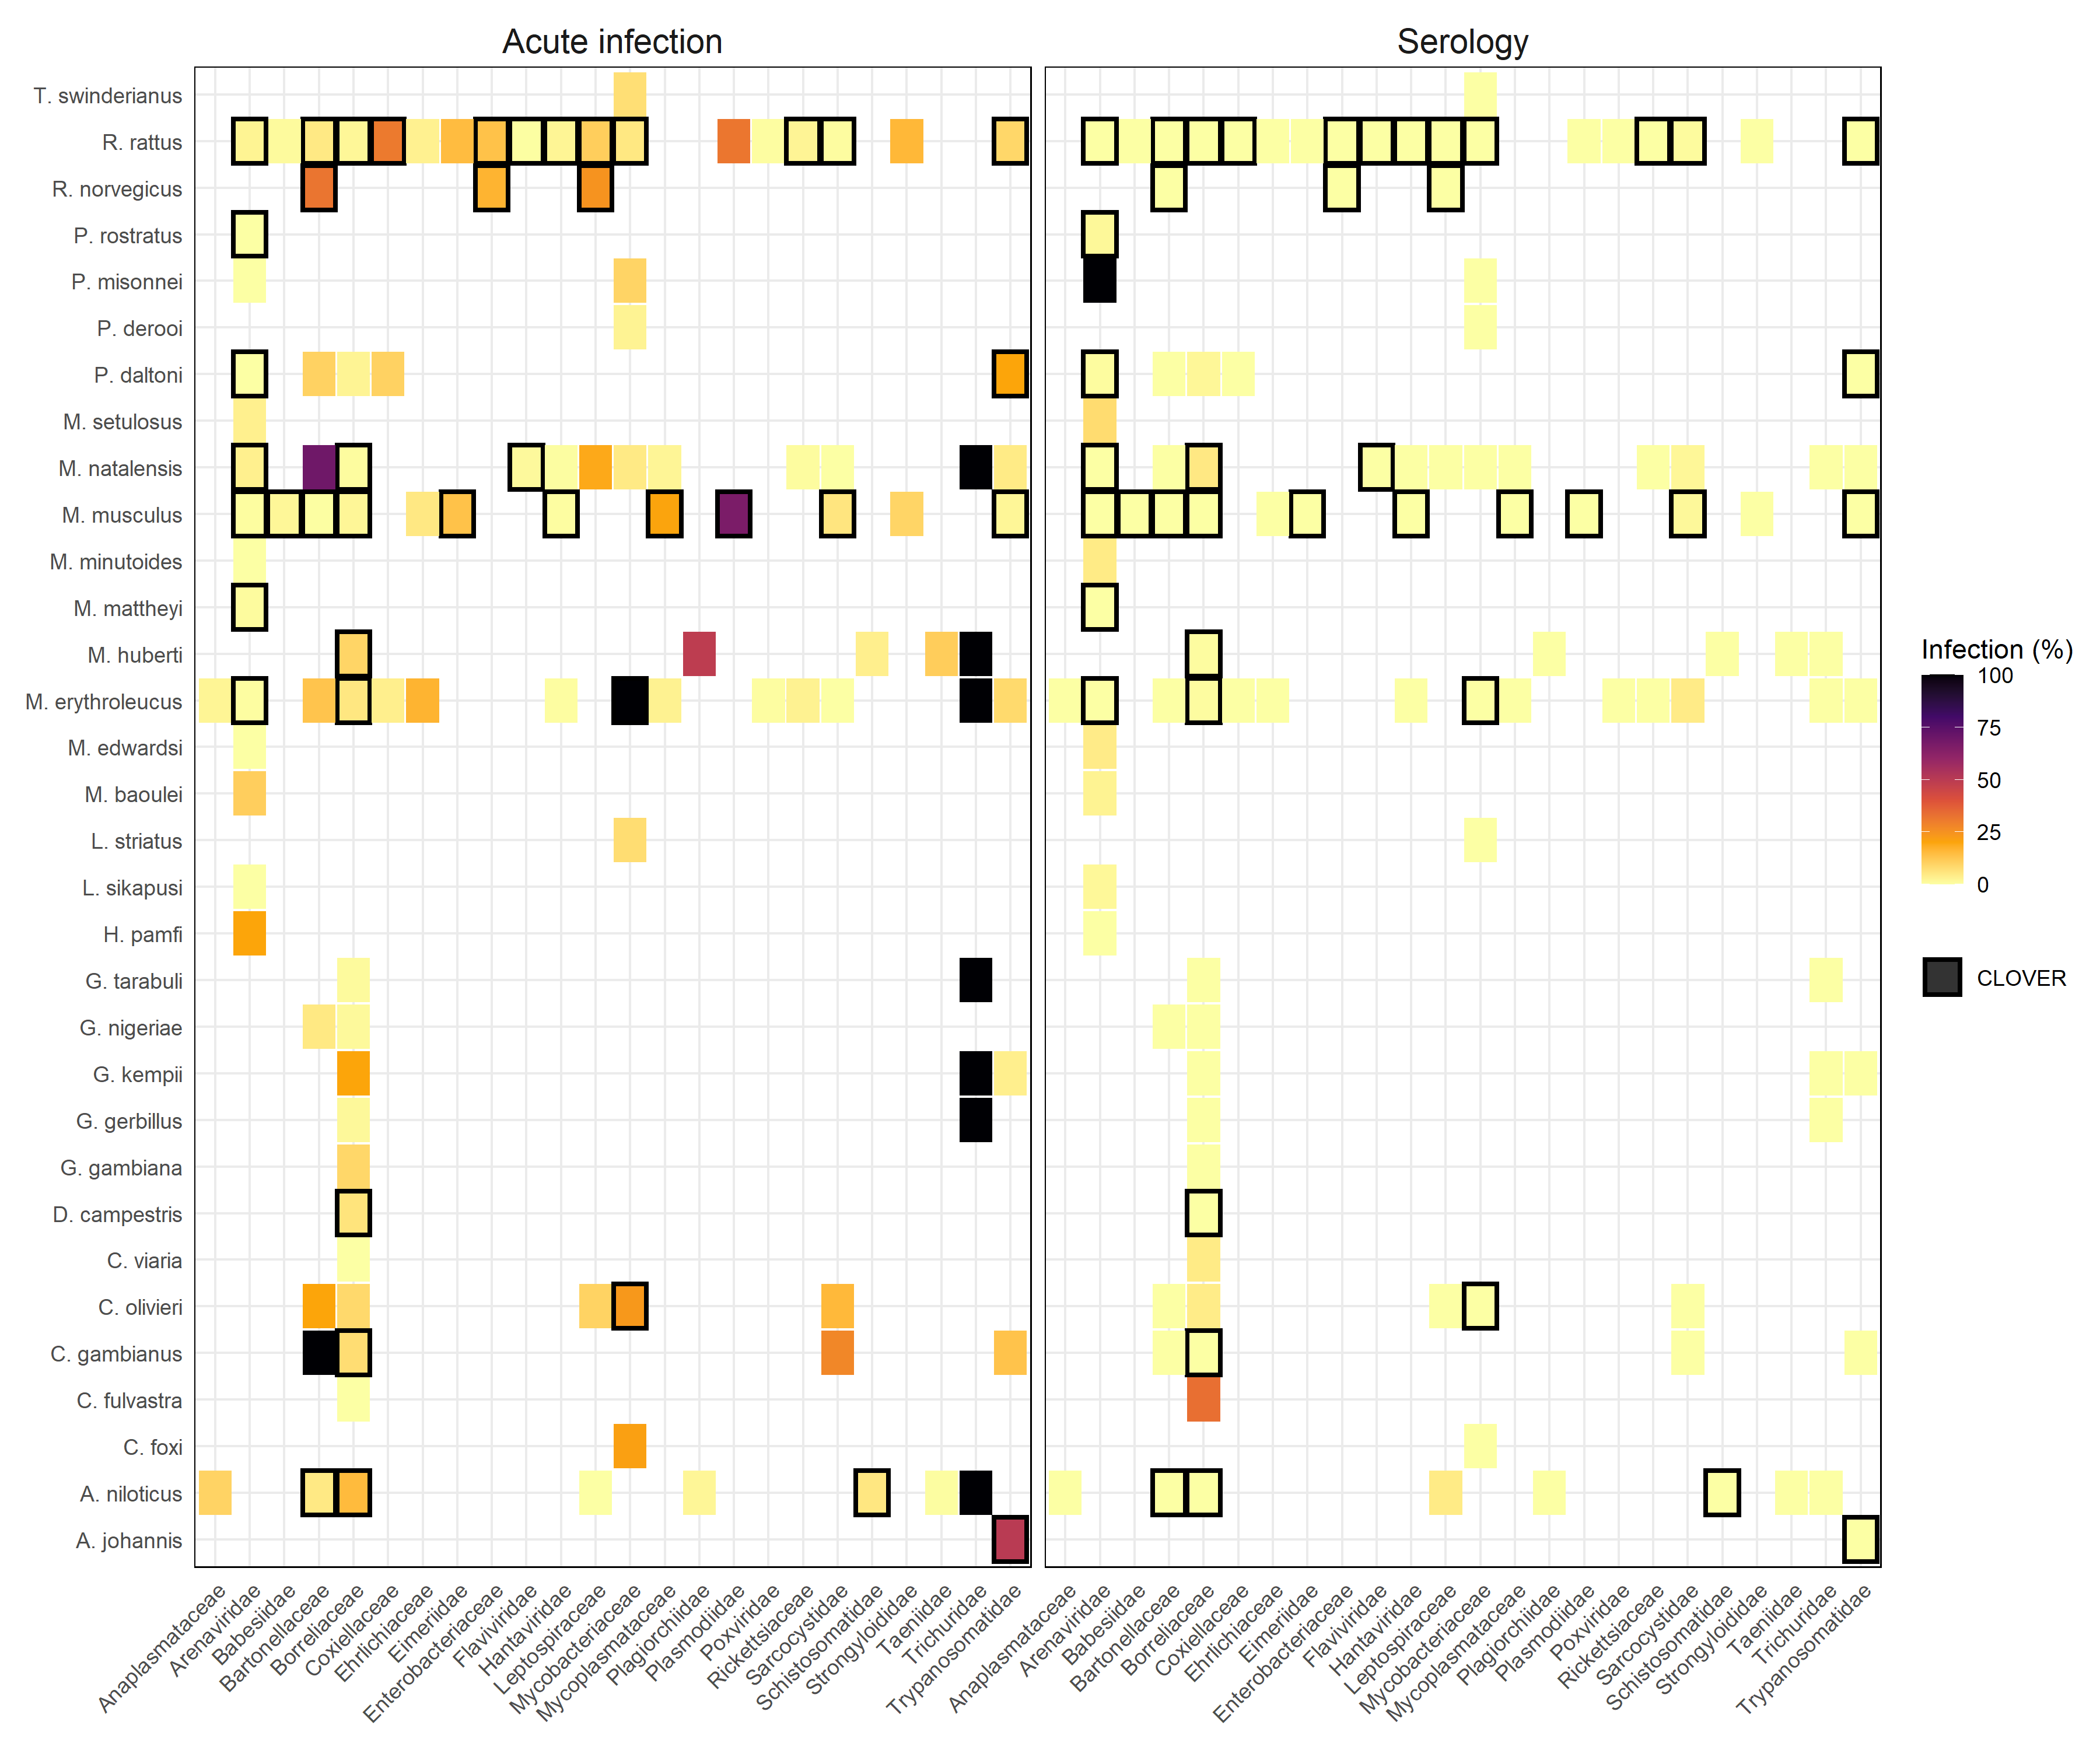 Acute infection
Serology
T. swinderianus
R. rattus
R. norvegicus
P. rostratus
P. misonnei
P. derooi
P. daltoni
M. setulosus
M. natalensis
M. musculus
M. minutoides
M. mattheyi
M. huberti
M. erythroleucus
M. edwardsi
M. baoulei
L. striatus
L. sikapusi
H. pamfi
G. tarabuli
G. nigeriae
G. kempii
G. gerbillus
G. gambiana
D. campestris
C. viaria
C. olivieri
C. gambianus
C. fulvastra
C. foxi
A. niloticus
A. johannis
Anaplasmataceae
Arenaviridae
Babesiidae
Bartonellaceae
Borreliaceae
Coxiellaceae
Ehrlichiaceae
Eimeriidae
Enterobacteriaceae
Flaviviridae
Hantaviridae
Leptospiraceae
Mycobacteriaceae
Mycoplasmataceae
Plagiorchiidae
Plasmodiidae
Poxviridae
Rickettsiaceae
Sarcocystidae
Schistosomatidae
Strongyloididae
Taeniidae
Trichuridae
Trypanosomatidae
Anaplasmataceae
Arenaviridae
Babesiidae
Bartonellaceae
Borreliaceae
Coxiellaceae
Ehrlichiaceae
Eimeriidae
Enterobacteriaceae
Flaviviridae
Hantaviridae
Leptospiraceae
Mycobacteriaceae
Mycoplasmataceae
Plagiorchiidae
Plasmodiidae
Poxviridae
Rickettsiaceae
Sarcocystidae
Schistosomatidae
Strongyloididae
Taeniidae
Trichuridae
Trypanosomatidae
Infection (%)
100
75
50
25
0
CLOVER